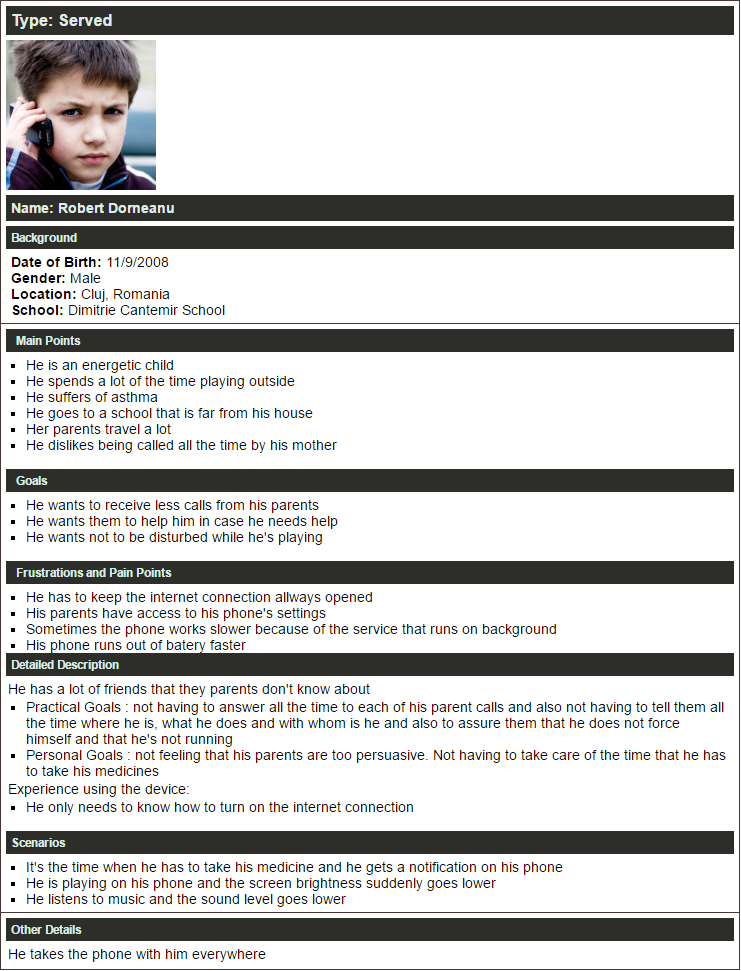 Type: Served
Name: Robert Dorneanu
Background
Date of Birth: 11/9/2008
Gender: Male
Location: Cluj, Romania
School: Dimitrie Cantemir School
Main Points
He is an energetic child
He spends a lot of the time playing outside
He suffers of asthma
He goes to a school that is far from his house
Her parents travel a lot
He dislikes being called all the time by his mother
Goals
He wants to receive less calls from his parents
He wants them to help him in case he needs help
He wants not to be disturbed while he's playing
Frustrations and Pain Points
He has to keep the internet connection allways opened
His parents have access to his phone's settings
Sometimes the phone works slower because of the service that runs on background
His phone runs out of batery faster
Detailed Description
He has a lot of friends that they parents don't know about
Practical Goals : not having to answer all the time to each of his parent calls and also not having to tell them all
the time where he is, what he does and with whom is he and also to assure them that he does not force
himself and that he's not running
Personal Goals : not feeling that his parents are too persuasive. Not having to take care of the time that he has
to take his medicines
Experience using the device:
He only needs to know how to turn on the internet connection
Scenarios
It's the time when he has to take his medicine and he gets a notification on his phone
He is playing on his phone and the screen brightness suddenly goes lower
He listens to music and the sound level goes lower
Other Details
He takes the phone with him everywhere